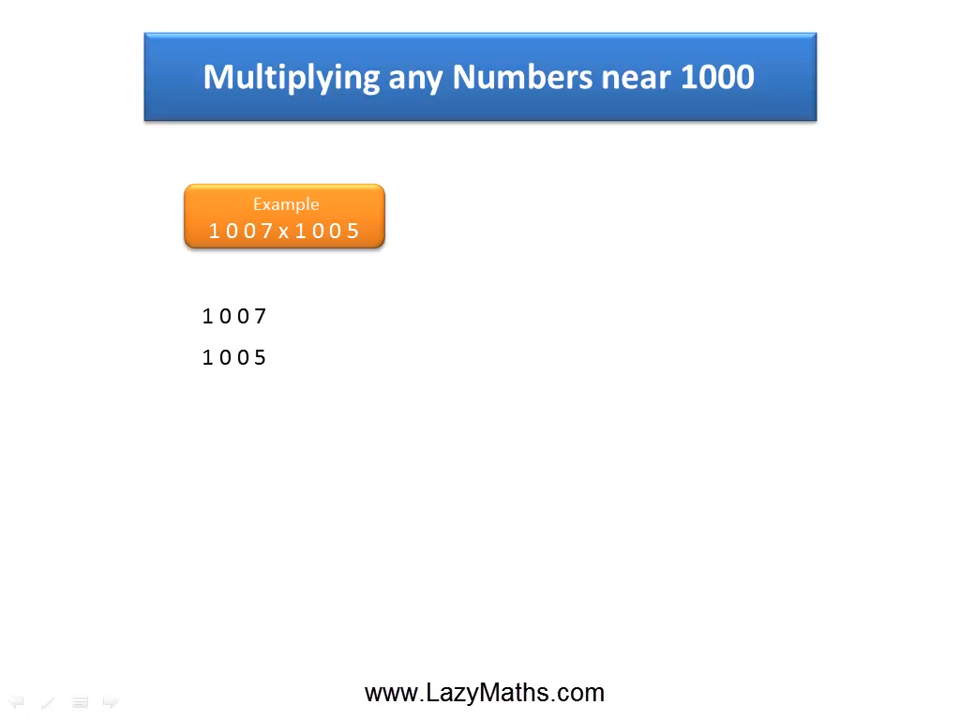 Multiplying any Numbers near 1000
Example
1 0 0 7 x 1 0 0 5
1 0 0 7
1 0 0 5
www.LazyMaths.com